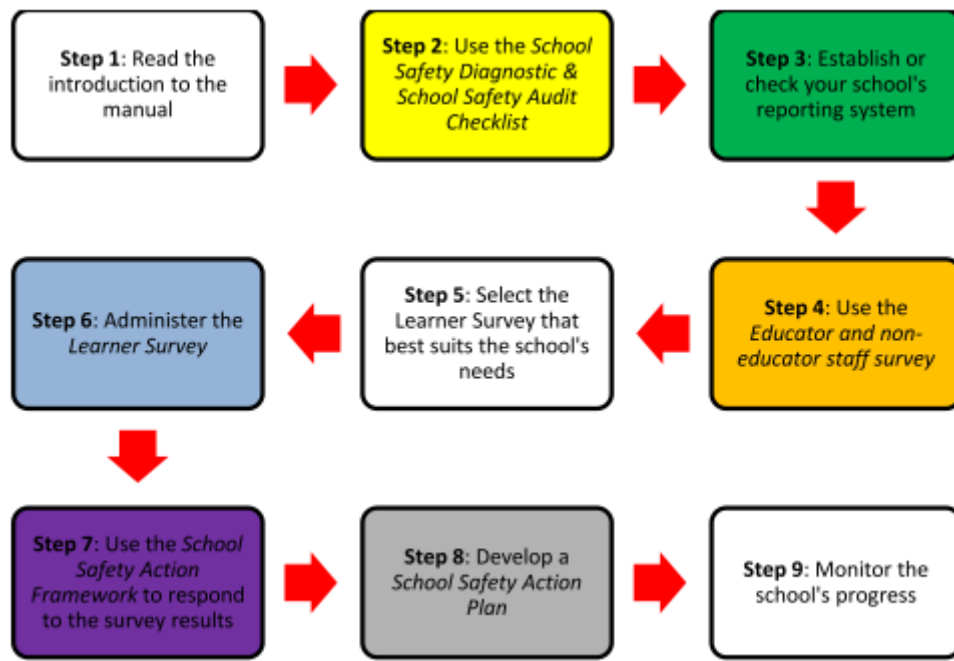 Step 1: Read the
introduction to the
manual
Step 2: Use the School
Safety Diagnostic &
School Safety Audit
Checklist
Step 3: Establish or
check your school's
reporting system
Step 4: Use the
Educator and non-
educator staff survey
Step 5: Select the
Learner Survey that
best suits the school's
needs
Step 6: Administer the
Learner Survey
Step 7: Use the School
Safety Action
Framework to respond
to the survey results
Step 8: Develop a
School Safety Action
Plan
Step 9: Monitor the
school's progress